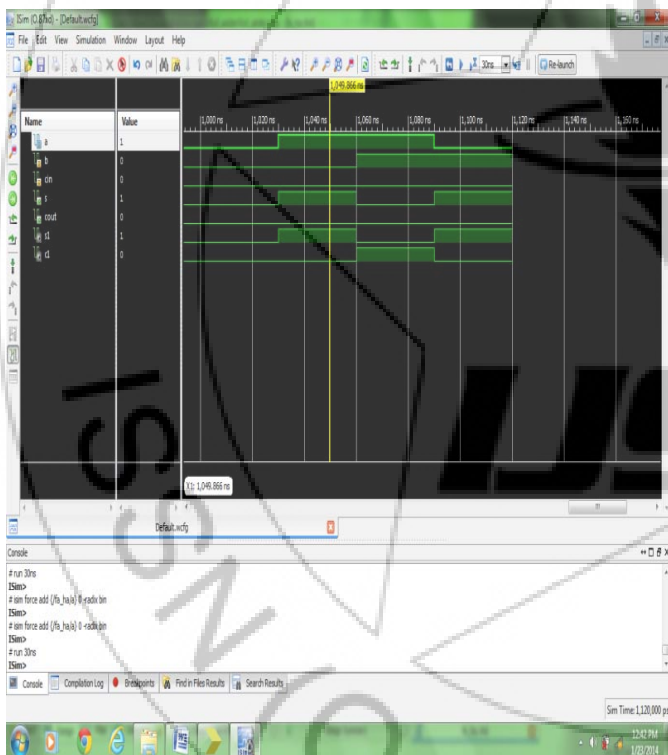 ISim (O.87xd) - [Default.wcfg]
File Edit View Simulation Window Layout Help
30ns Re-launch
1,049.866 ns
Name Value
1,000 ns 1,020 ns 1,040 ns 1,060 ns 1,080 ns 1,100 ns 1,120 ns 1,140 ns 1,160 ns
a 1
b 0
cin 0
s 1
cout 0
s1 1
c1 0
X1: 1,049.866 ns
Default.wcfg
Console
# run 30ns
ISim>
# isim force add {/fa_ha/a} 0 -radix bin
ISim>
# isim force add {/fa_ha/a} 0 -radix bin
ISim>
# run 30ns
ISim>
Console Compilation Log Breakpoints Find in Files Results Search Results
Sim Time: 1,120,000 ps
12:42 PM
1/23/2014
IJS
ISSN